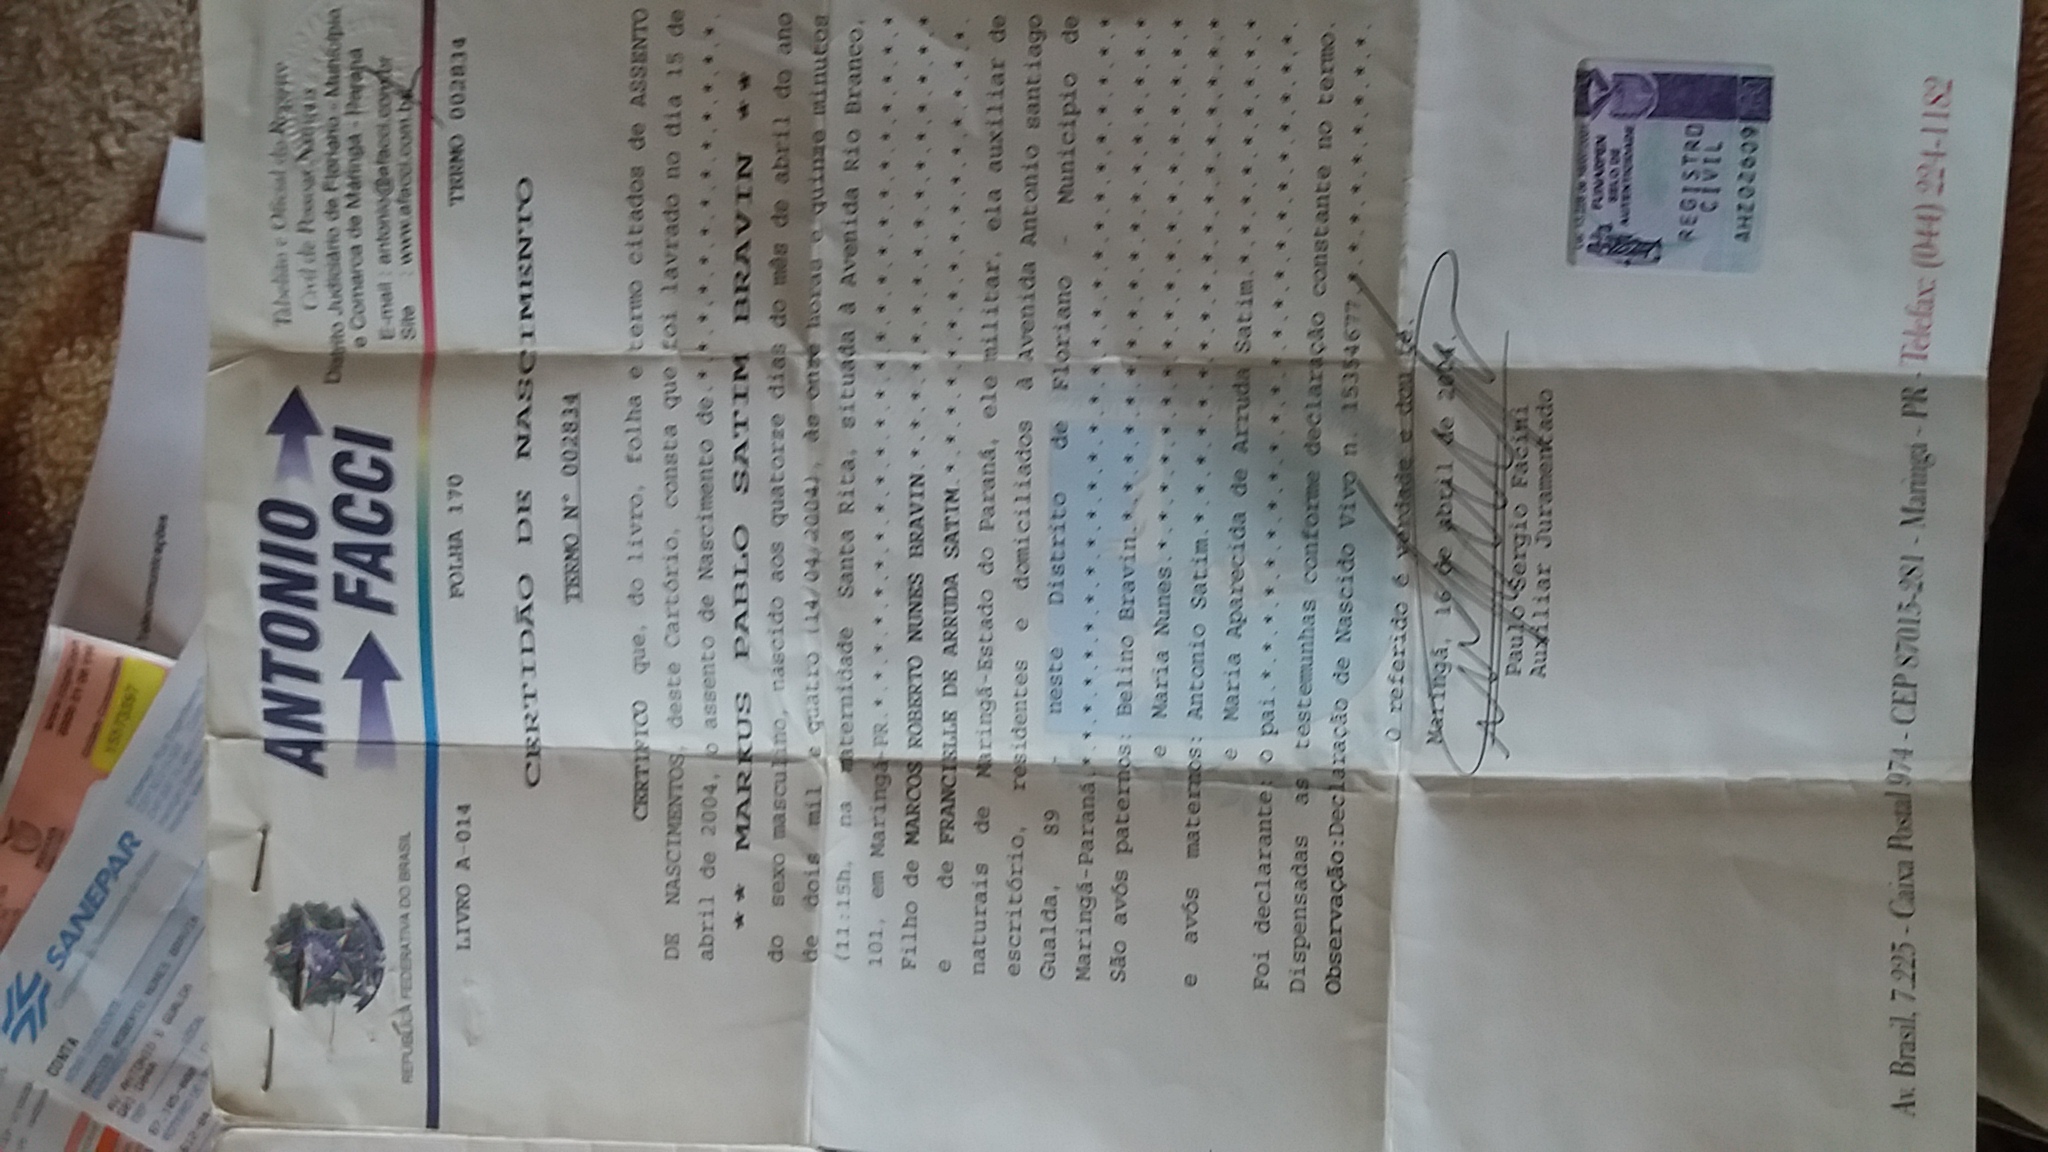 ANTONIO
FACCI
REPÚBLICA FEDERATIVA DO BRASIL
Tabelião e Oficial do Registro
Civil de Pessoas Naturais
Distrito Judiciário de Floriano - Município
e Comarca de Maringá - Paraná
E-mail : antonio@afacci.com.br
Site : www.afacci.com.br
LIVRO A-014 FOLHA 170 TERMO 002834
CERTIDÃO DE NASCIMENTO
TERMO N° 002834
CERTIFICO que, do livro, folha e termo citados de ASSENTO
DE NASCIMENTOS, deste Cartório, consta que foi lavrado no dia 15 de
abril de 2004, o assento de Nascimento de.*.*.*.*.*.*.*.*.*.*.*.*.
** MARKUS PABLO SATIM BRAVIN **
do sexo masculino, nascido aos quatorze dias do mês de abril do ano
de dois mil e quatro (14/04/2004), às onze horas e quinze minutos
(11:15h, na maternidade Santa Rita, situada à Avenida Rio Branco,
101, em Maringá-PR.*.*.*.*.*.*.*.*.*.*.*.*.*.*.*.*.*.*.*.*.*.*.*
Filho de MARCOS ROBERTO NUNES BRAVIN.*.*.*.*.*.*.*.*.*.*.*.*.*.*
e de FRANCIELLE DE ARRUDA SATIM.*.*.*.*.*.*.*.*.*.*.*.*.*.*.
naturais de Maringá-Estado do Paraná, ele militar, ela auxiliar de
escritório, residentes e domiciliados à Avenida Antonio santiago
Gualda, 89 - neste Distrito de Floriano - Município de
Maringá-Paraná.*.*.*.*.*.*.*.*.*.*.*.*.*.*.*.*.*.*.*.*.*.*.*.*.*
São avós paternos: Belino Bravin.*.*.*.*.*.*.*.*.*.*.*.*.*.*.*.*
e Maria Nunes.*.*.*.*.*.*.*.*.*.*.*.*.*.*.*.*.*.*
e avós maternos: Antonio Satim.*.*.*.*.*.*.*.*.*.*.*.*.*.*.*.*.*
e Maria Aparecida de Arruda Satim.*.*.*.*.*.*.*.*
Foi declarante: o pai.*.*.*.*.*.*.*.*.*.*.*.*.*.*.*.*.*.*.*.*.*.
Dispensadas as testemunhas conforme declaração constante no termo.
Observação:Declaração de Nascido Vivo n. 15354677.*.*.*.*.*.*.*.*.
O referido é verdade e dou fé.
Maringá, 16 de abril de 2004.
Paulo Sergio Facini
Auxiliar Juramentado
FUNARPEN
SELO DE
AUTENTICIDADE
REGISTRO
CIVIL
AHZ02609
Av. Brasil, 7.225 - Caixa Postal 974 - CEP 87015-281 - Maringá - PR - Telefax: (044) 224-1182
SANEPAR
CONTA